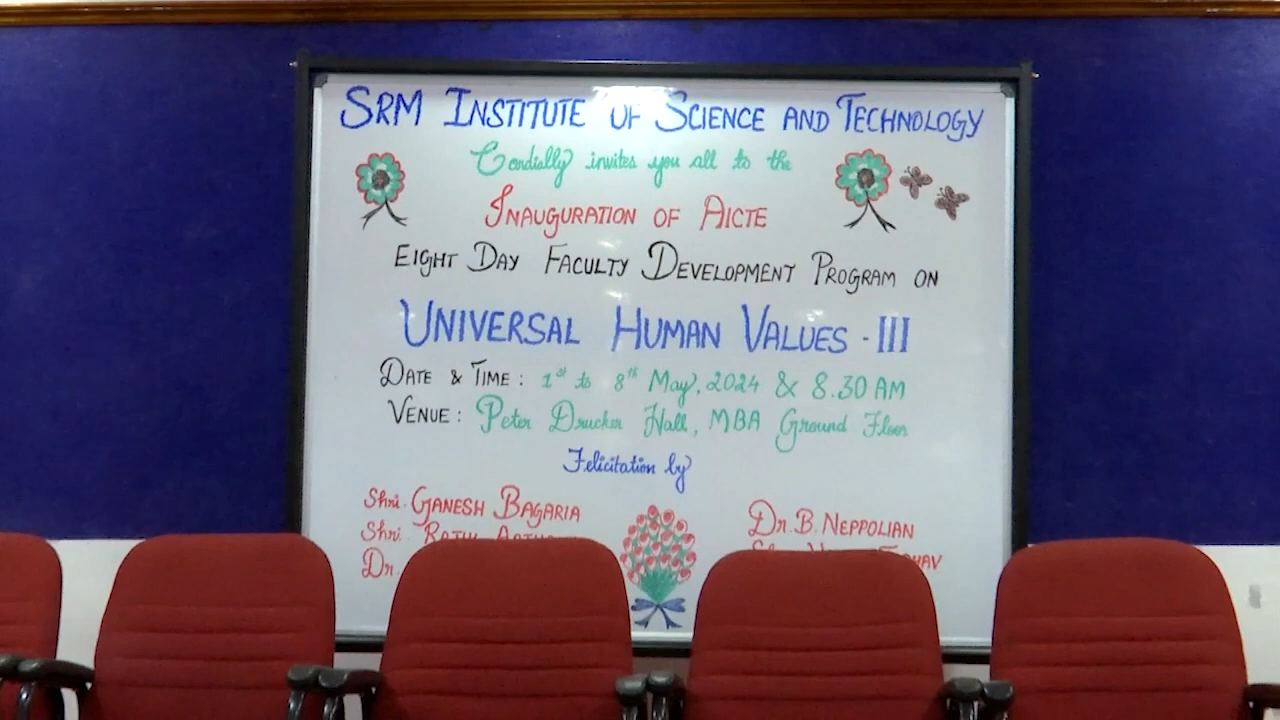 SRM INSTITUTE OF SCIENCE AND TECHNOLOGY
Cordially invites you all to the
INAUGURATION OF AICTE
EIGHT DAY FACULTY DEVELOPMENT PROGRAM ON
UNIVERSAL HUMAN VALUES - III
DATE & TIME : 1st to 8th May, 2024 & 8.30 AM
VENUE : Peter Drucker Hall, MBA Ground Floor
Felicitation by
Shri. GANESH BAGARIA
Shri.
Dr
Dr. B. NEPPOLIAN